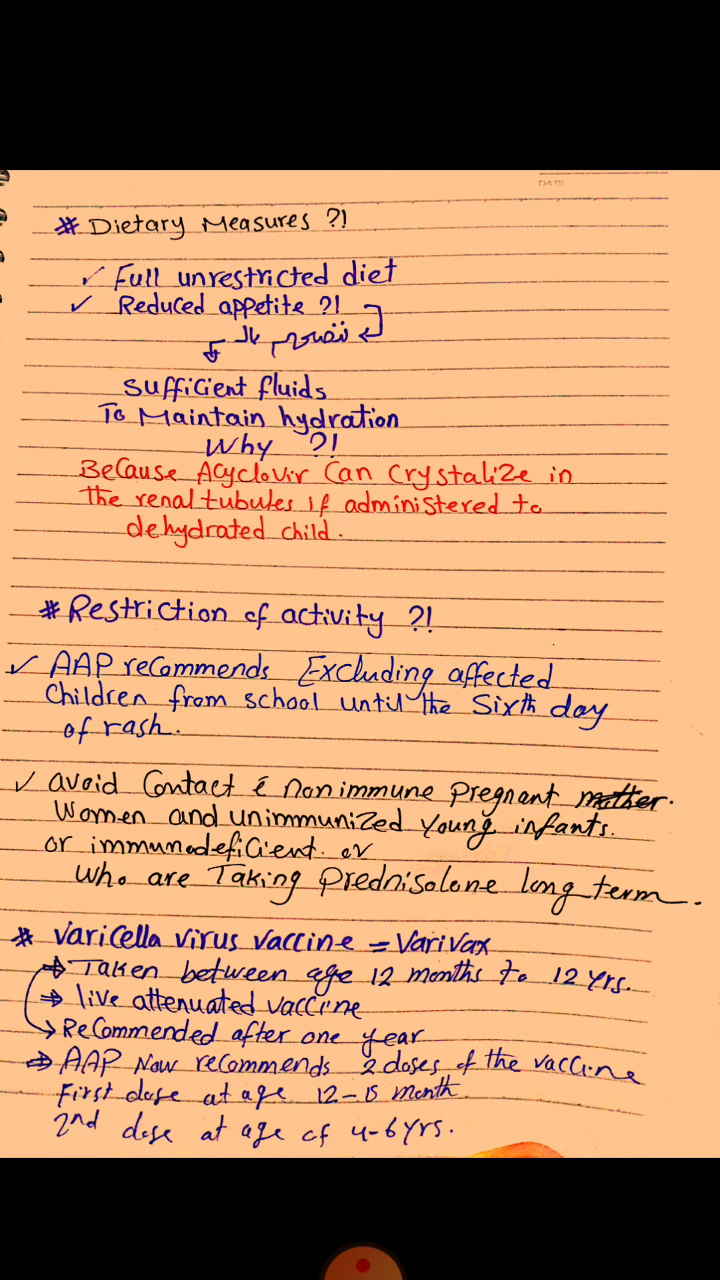 DATE
# Dietary Measures ?!
✓ Full unrestricted diet
✓ Reduced appetite ?!
Sufficient fluids
To Maintain hydration
Why ?!
Because Acyclovir Can Crystalize in
the renal tubules if administered to
dehydrated child.
# Restriction of activity ?!
✓ AAP recommends Excluding affected
Children from school until the Sixth day
of rash.
✓ avoid Contact é nonimmune pregnant
Women and unimmunized young infants.
or immunodeficient. or
Who are Taking Prednisolone long term.
# Varicella virus vaccine = Varivax
⇒ Taken between age 12 months to 12 yrs.
⇒ live attenuated vaccine
→ Recommended after one year
⇒ AAP Now recommends 2 doses of the vaccine
First dose at age 12-15 month.
2nd dose at age of 4-6 yrs.